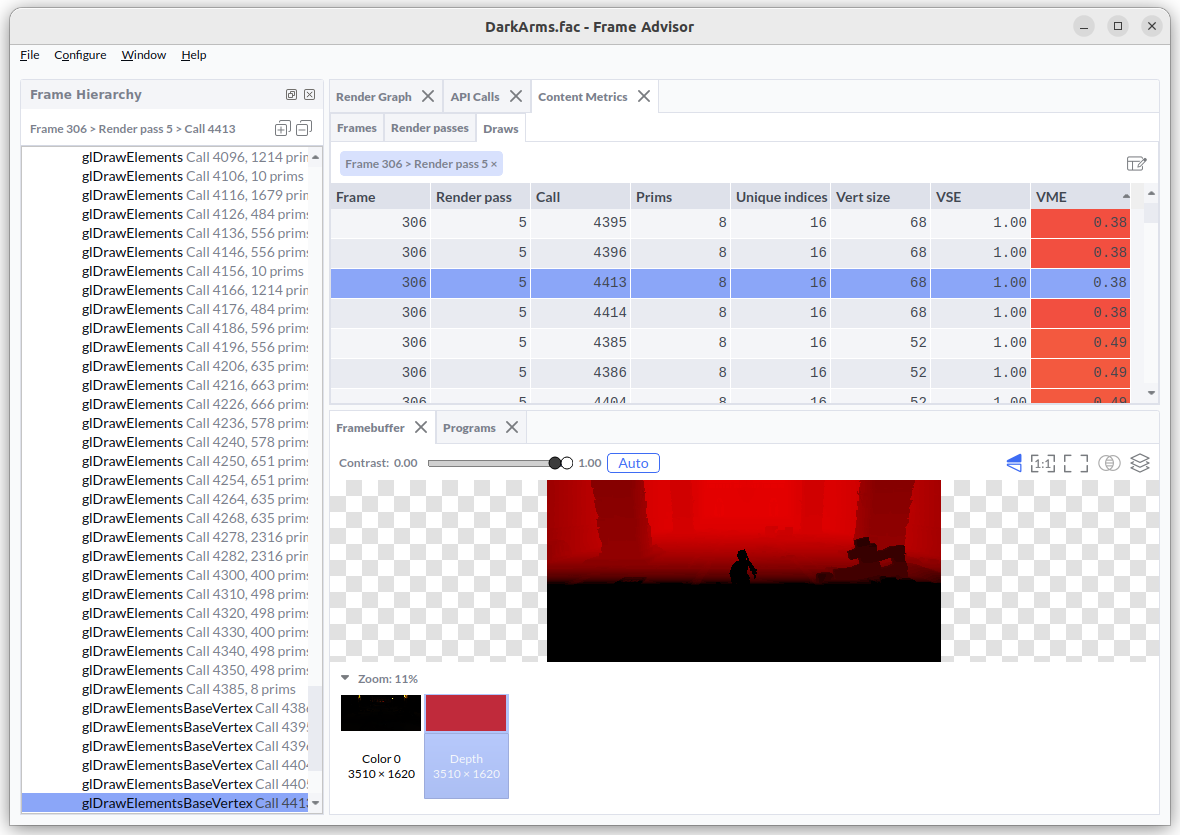 DarkArms.fac - Frame Advisor
File Configure Window Help
Frame Hierarchy
Frame 306 > Render pass 5 > Call 4413
glDrawElements Call 4096, 1214 prim
glDrawElements Call 4106, 10 prims
glDrawElements Call 4116, 1679 prim
glDrawElements Call 4126, 484 prims
glDrawElements Call 4136, 556 prims
glDrawElements Call 4146, 556 prims
glDrawElements Call 4156, 10 prims
glDrawElements Call 4166, 1214 prim
glDrawElements Call 4176, 484 prims
glDrawElements Call 4186, 596 prims
glDrawElements Call 4196, 556 prims
glDrawElements Call 4206, 635 prims
glDrawElements Call 4216, 663 prims
glDrawElements Call 4226, 666 prims
glDrawElements Call 4236, 578 prims
glDrawElements Call 4240, 578 prims
glDrawElements Call 4250, 651 prims
glDrawElements Call 4254, 651 prims
glDrawElements Call 4264, 635 prims
glDrawElements Call 4268, 635 prims
glDrawElements Call 4278, 2316 prim
glDrawElements Call 4282, 2316 prim
glDrawElements Call 4300, 400 prims
glDrawElements Call 4310, 498 prims
glDrawElements Call 4320, 498 prims
glDrawElements Call 4330, 400 prims
glDrawElements Call 4340, 498 prims
glDrawElements Call 4350, 498 prims
glDrawElements Call 4385, 8 prims
glDrawElementsBaseVertex Call 438
glDrawElementsBaseVertex Call 439
glDrawElementsBaseVertex Call 439
glDrawElementsBaseVertex Call 440
glDrawElementsBaseVertex Call 440
glDrawElementsBaseVertex Call 441
Render Graph API Calls Content Metrics
Frames Render passes Draws
Frame 306 > Render pass 5 ×
Frame Render pass Call Prims Unique indices Vert size VSE VME
306 5 4395 8 16 68 1.00 0.38
306 5 4396 8 16 68 1.00 0.38
306 5 4413 8 16 68 1.00 0.38
306 5 4414 8 16 68 1.00 0.38
306 5 4385 8 16 52 1.00 0.49
306 5 4386 8 16 52 1.00 0.49
306 5 4404 8 16 52 1.00 0.49
Framebuffer Programs
Contrast: 0.00 1.00 Auto
1:1
Zoom: 11%
Color 0
3510 × 1620
Depth
3510 × 1620